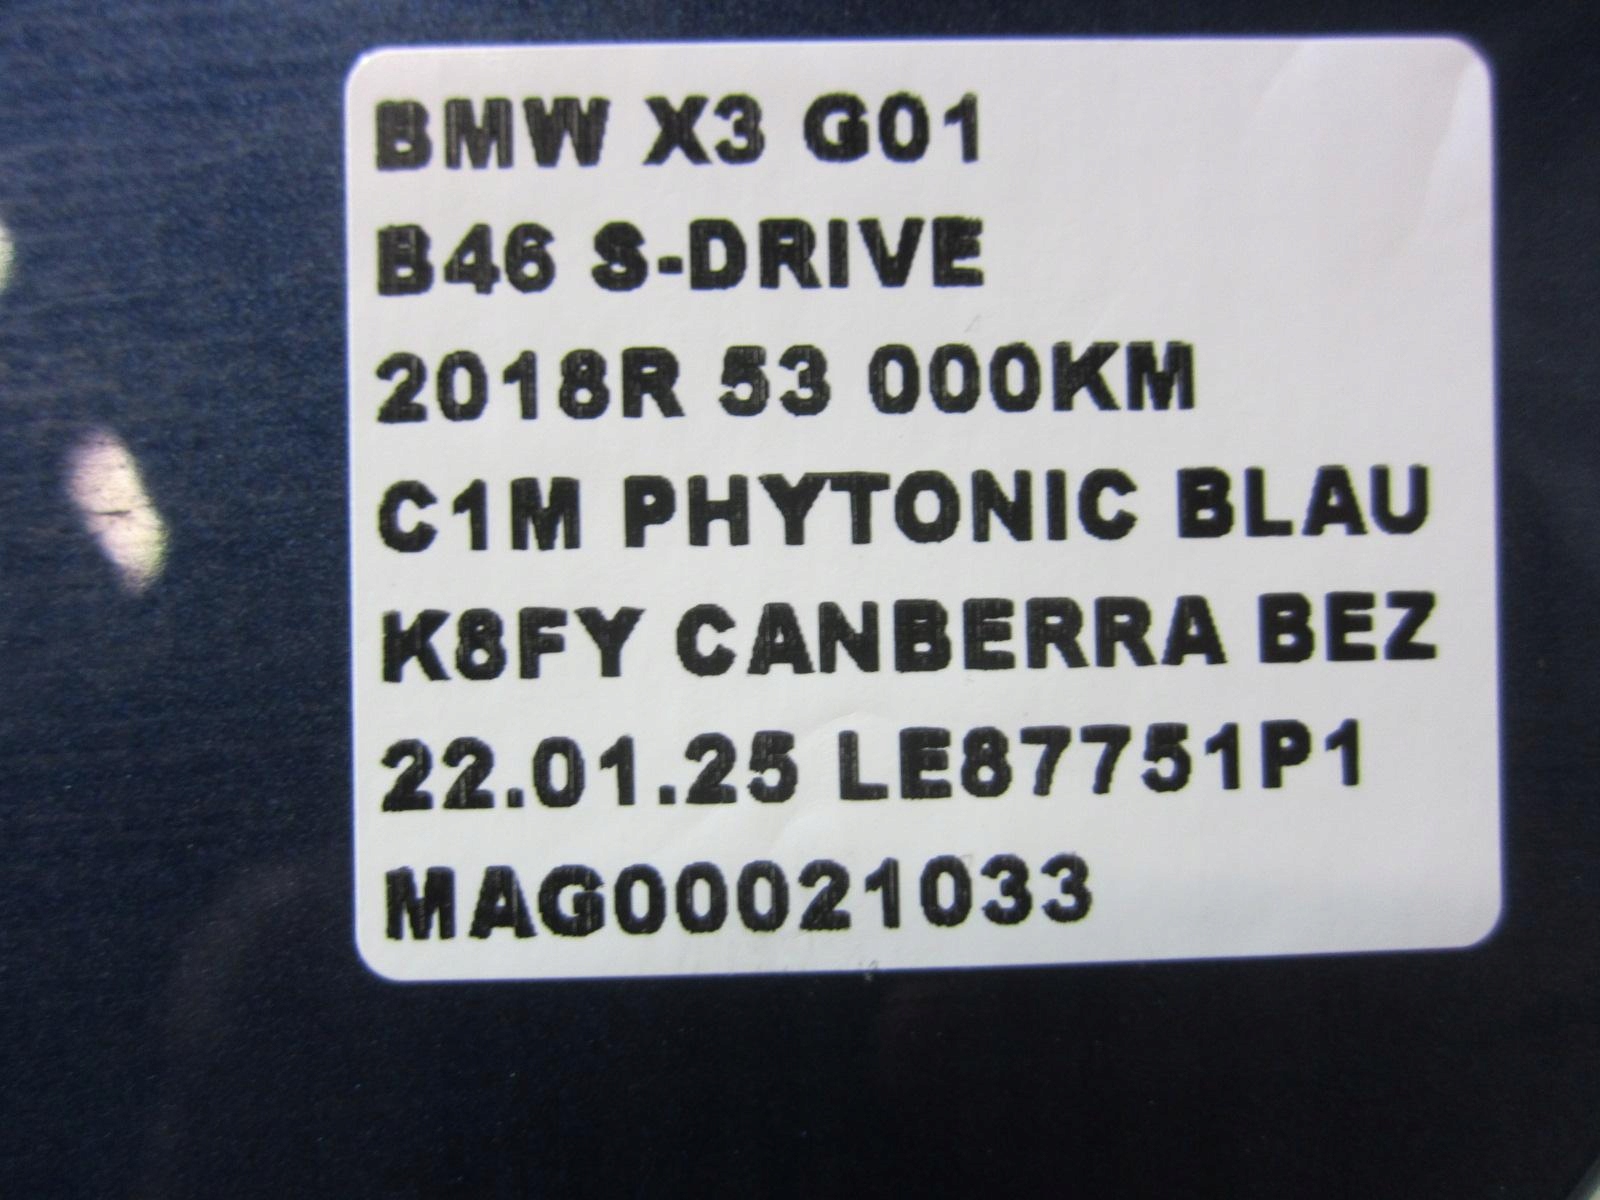 BMW X3 G01
B46 S-DRIVE
2018R 53 000KM
C1M PHYTONIC BLAU
K8FY CANBERRA BEZ
22.01.25 LE87751P1
MAG00021033